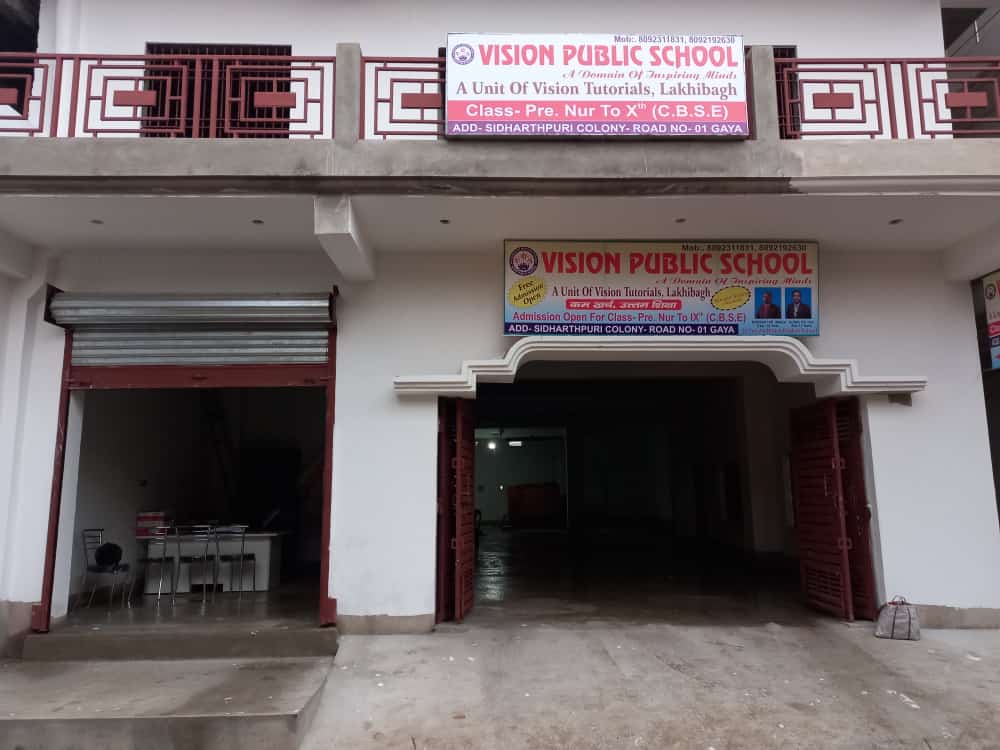 Mob:. 8092311831, 8092192630
VISION PUBLIC SCHOOL
A Domain Of Inspiring Minds
A Unit Of Vision Tutorials, Lakhibagh
Class- Pre. Nur To Xth (C.B.S.E)
ADD- SIDHARTHPURI COLONY- ROAD NO- 01 GAYA
Mob:. 8092311831, 8092192630
VISION PUBLIC SCHOOL
A Domain Of Inspiring Minds
Free Admission Open
A Unit Of Vision Tutorials, Lakhibagh
कम खर्च, उत्तम शिक्षा
Admission Open For Class- Pre. Nur To IXth (C.B.S.E)
ADD- SIDHARTHPURI COLONY- ROAD NO- 01 GAYA